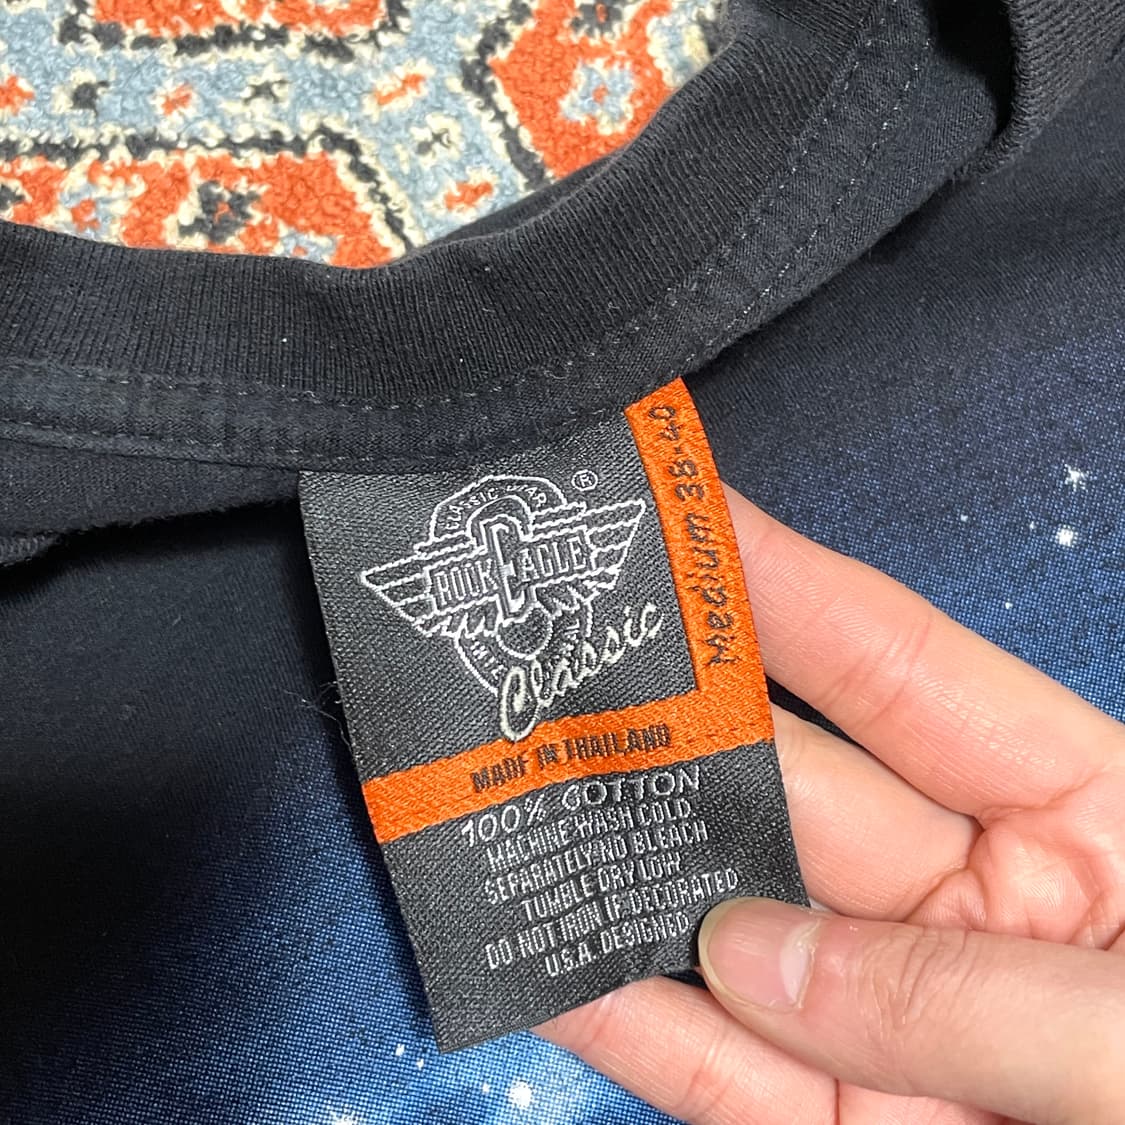 CLASSIC WEAR
®
ROCK EAGLE
Classic
Medium 38-40
MADE IN THAILAND
100% COTTON
MACHINE WASH COLD
SEPARATELY NO BLEACH
TUMBLE DRY LOW
DO NOT IRON IF DECORATED
U.S.A. DESIGNED